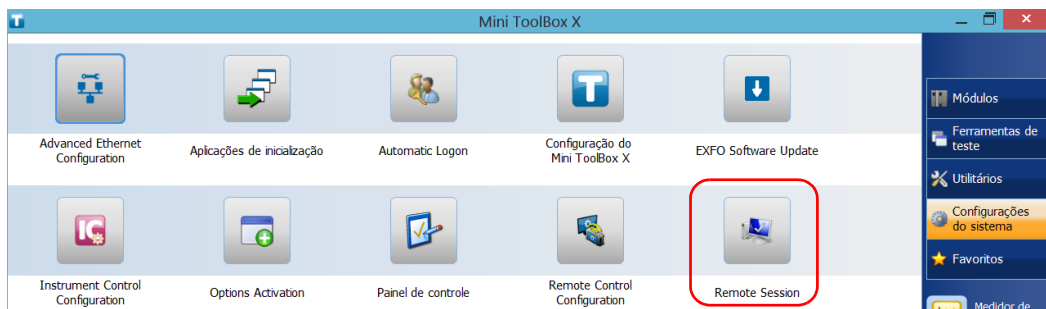 Mini ToolBox X
Advanced Ethernet
Configuration
Aplicações de inicialização
Automatic Logon
Configuração do
Mini ToolBox X
EXFO Software Update
Instrument Control
Configuration
Options Activation
Painel de controle
Remote Control
Configuration
Remote Session
Módulos
Ferramentas de
teste
Utilitários
Configurações
do sistema
Favoritos
Medidor de